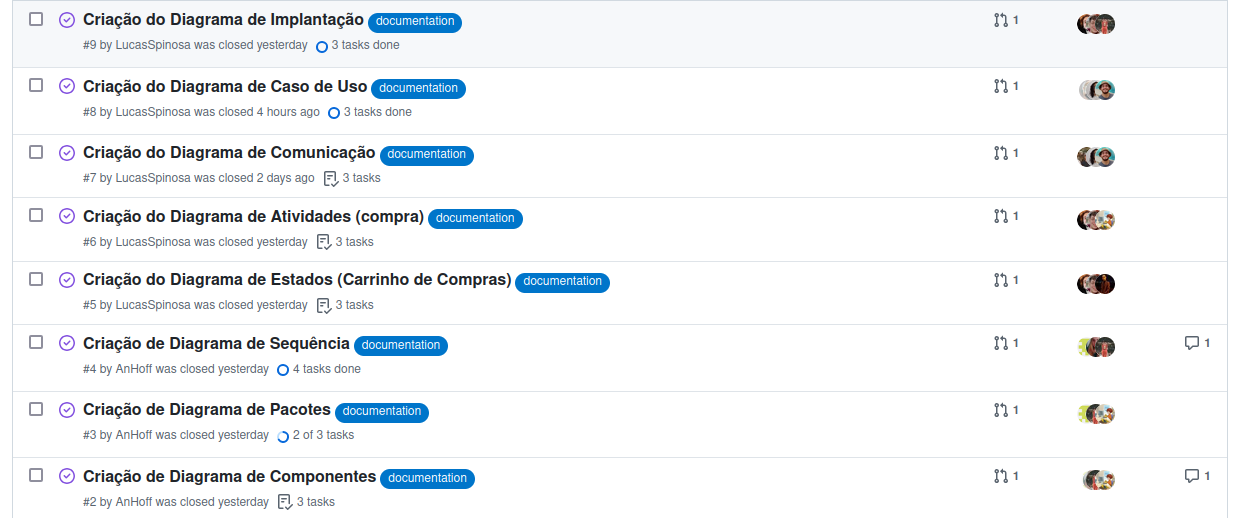 Criação do Diagrama de Implantação documentation 1
#9 by LucasSpinosa was closed yesterday 3 tasks done
Criação do Diagrama de Caso de Uso documentation 1
#8 by LucasSpinosa was closed 4 hours ago 3 tasks done
Criação do Diagrama de Comunicação documentation 1
#7 by LucasSpinosa was closed 2 days ago 3 tasks
Criação do Diagrama de Atividades (compra) documentation 1
#6 by LucasSpinosa was closed yesterday 3 tasks
Criação do Diagrama de Estados (Carrinho de Compras) documentation 1
#5 by LucasSpinosa was closed yesterday 3 tasks
Criação de Diagrama de Sequência documentation 1 1
#4 by AnHoff was closed yesterday 4 tasks done
Criação de Diagrama de Pacotes documentation 1
#3 by AnHoff was closed yesterday 2 of 3 tasks
Criação de Diagrama de Componentes documentation 1 1
#2 by AnHoff was closed yesterday 3 tasks